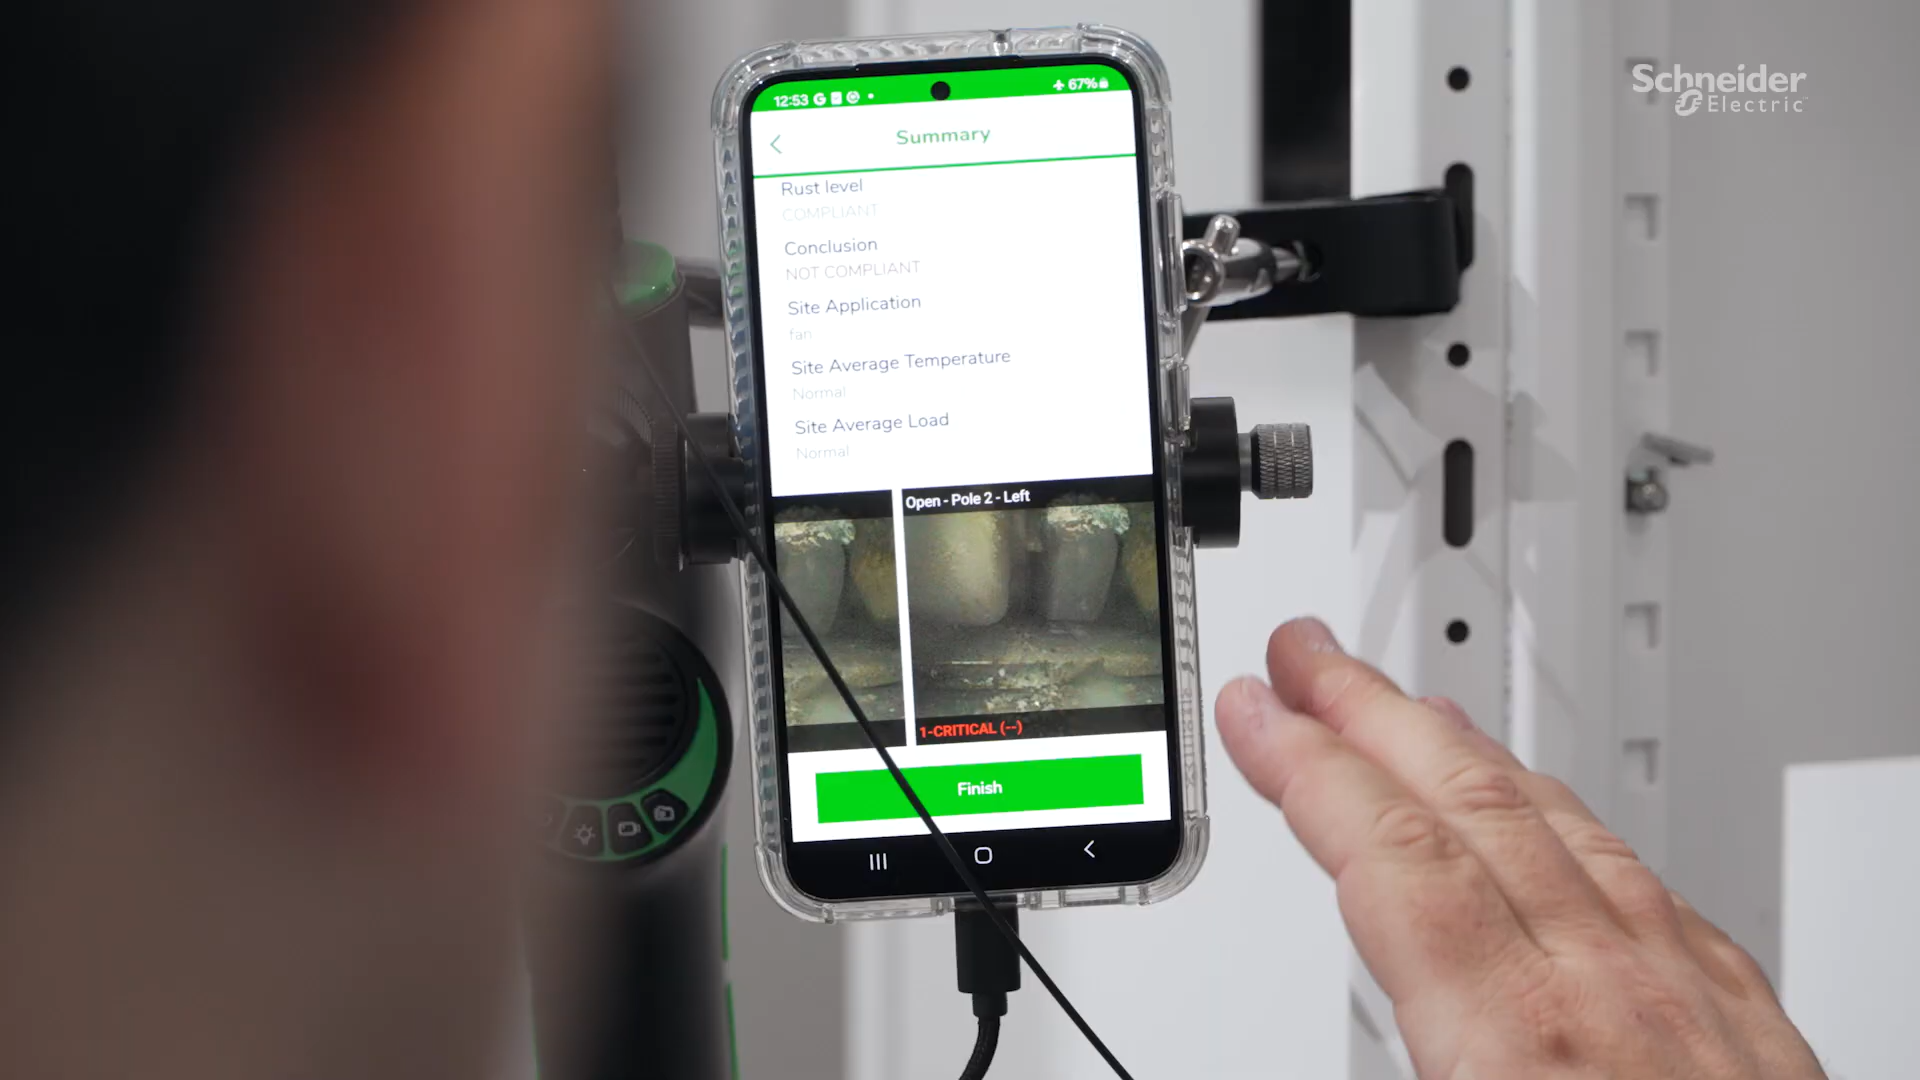 Schneider
Electric
12:53
67%
Summary
Rust level
COMPLIANT
Conclusion
NOT COMPLIANT
Site Application
fan
Site Average Temperature
Normal
Site Average Load
Normal
Open - Pole 2 - Left
1-CRITICAL (--)
Finish